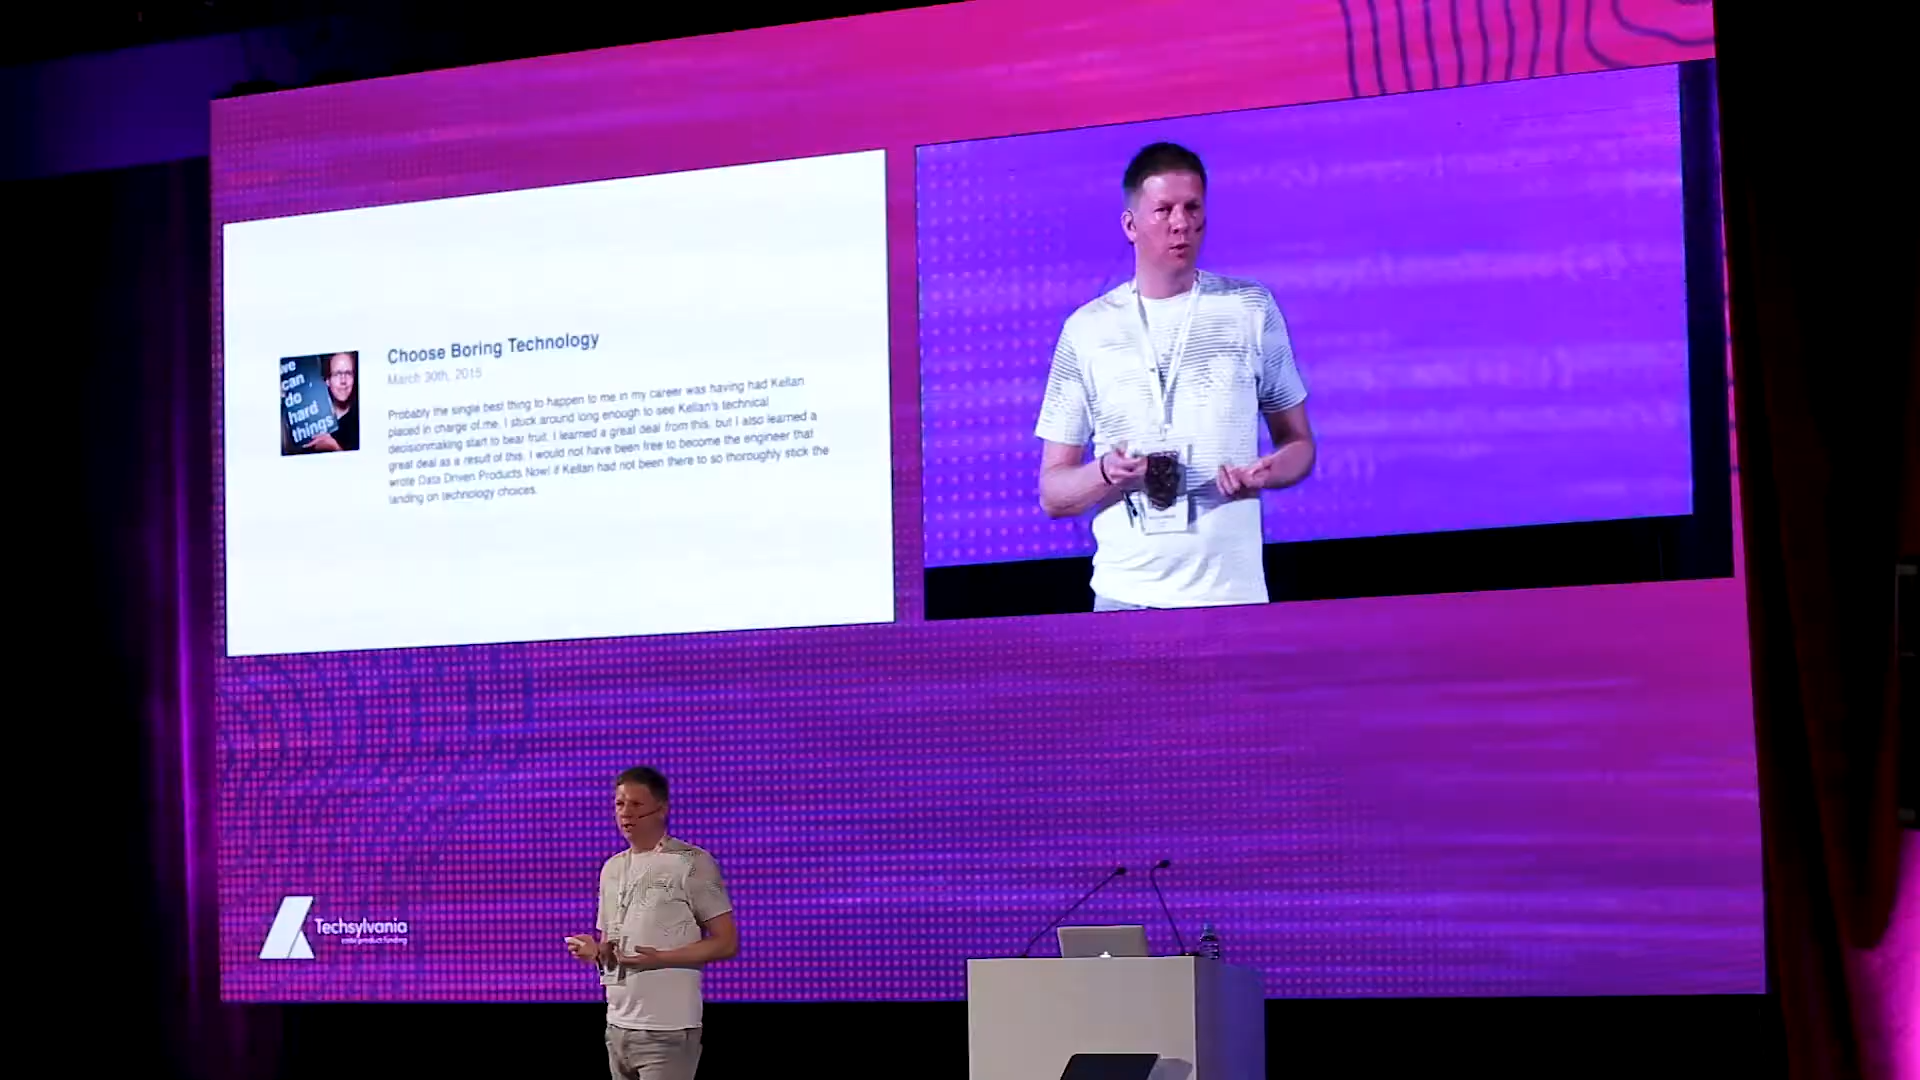 we
can
do
hard
things
Choose Boring Technology
March 30th, 2015
Probably the single best thing to happen to me in my career was having had Kellan
placed in charge of me. I stuck around long enough to see Kellan's technical
decisionmaking start to bear fruit. I learned a great deal from this, but I also learned a
great deal as a result of this. I would not have been free to become the engineer that
wrote Data Driven Products Now! if Kellan had not been there to so thoroughly stick the
landing on technology choices.
Techsylvania
code product funding